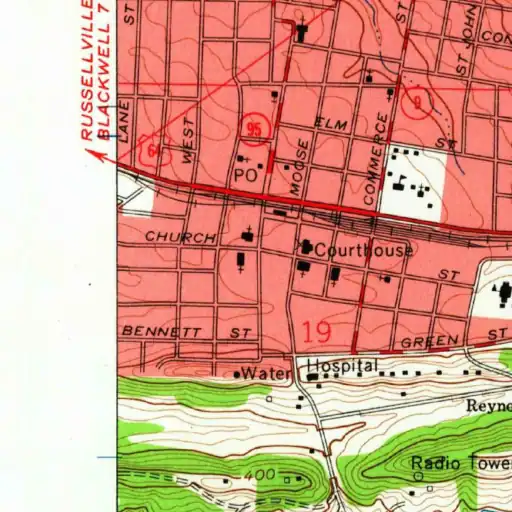 RUSSELLVILLE
BLACKWELL 7
LANE
ST
WEST
ST
ST JOHN
CON
9
95
64
ELM
ST
MOOSE
COMMERCE
PO
CHURCH
ST
Courthouse
BENNETT ST
19
GREEN ST
Water
Hospital
Reyno
400
Radio Tower